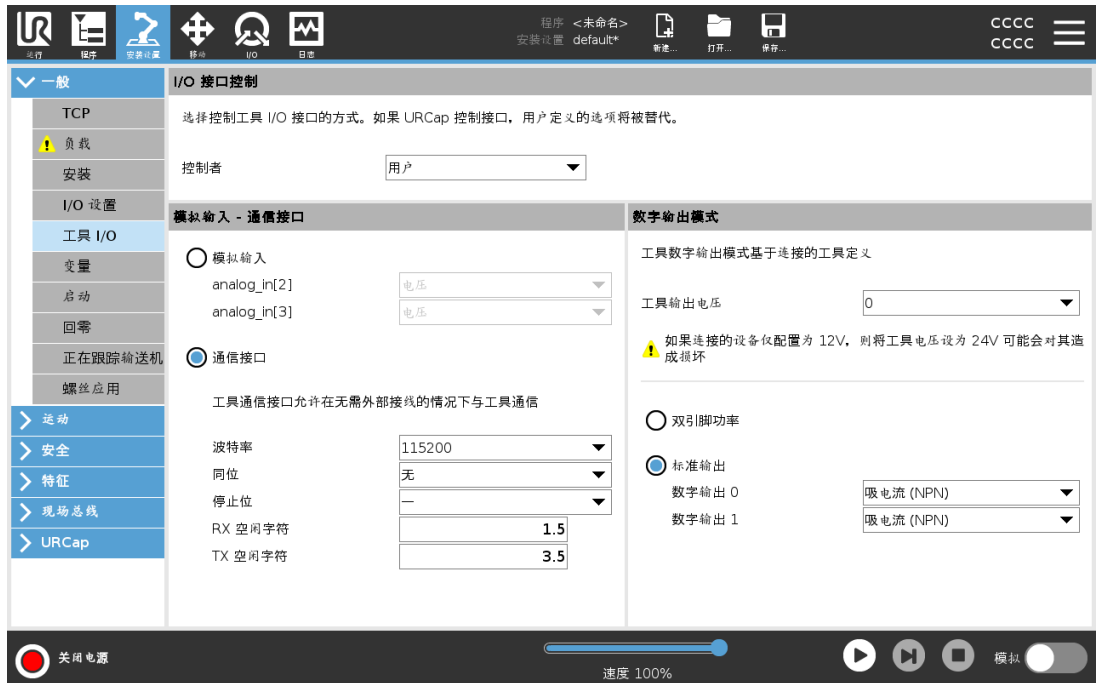 程序 <未命名>
安装设置 default*
cccc
cccc
运行
程序
安装设置
移动
I/O
日志
新建...
打开...
保存...
一般
TCP
负载
安装
I/O 设置
工具 I/O
变量
启动
回零
正在跟踪输送机
螺丝应用
运动
安全
特征
现场总线
URCap
I/O 接口控制
选择控制工具 I/O 接口的方式。如果 URCap 控制接口，用户定义的选项将被替代。
控制者 用户
模拟输入 - 通信接口
模拟输入
analog_in[2] 电压
analog_in[3] 电压
通信接口
工具通信接口允许在无需外部接线的情况下与工具通信
波特率 115200
同位 无
停止位 一
RX 空闲字符 1.5
TX 空闲字符 3.5
数字输出模式
工具数字输出模式基于连接的工具定义
工具输出电压 0
如果连接的设备仅配置为 12V，则将工具电压设为 24V 可能会对其造
成损坏
双引脚功率
标准输出
数字输出 0 吸电流 (NPN)
数字输出 1 吸电流 (NPN)
关闭电源
速度 100%
模拟